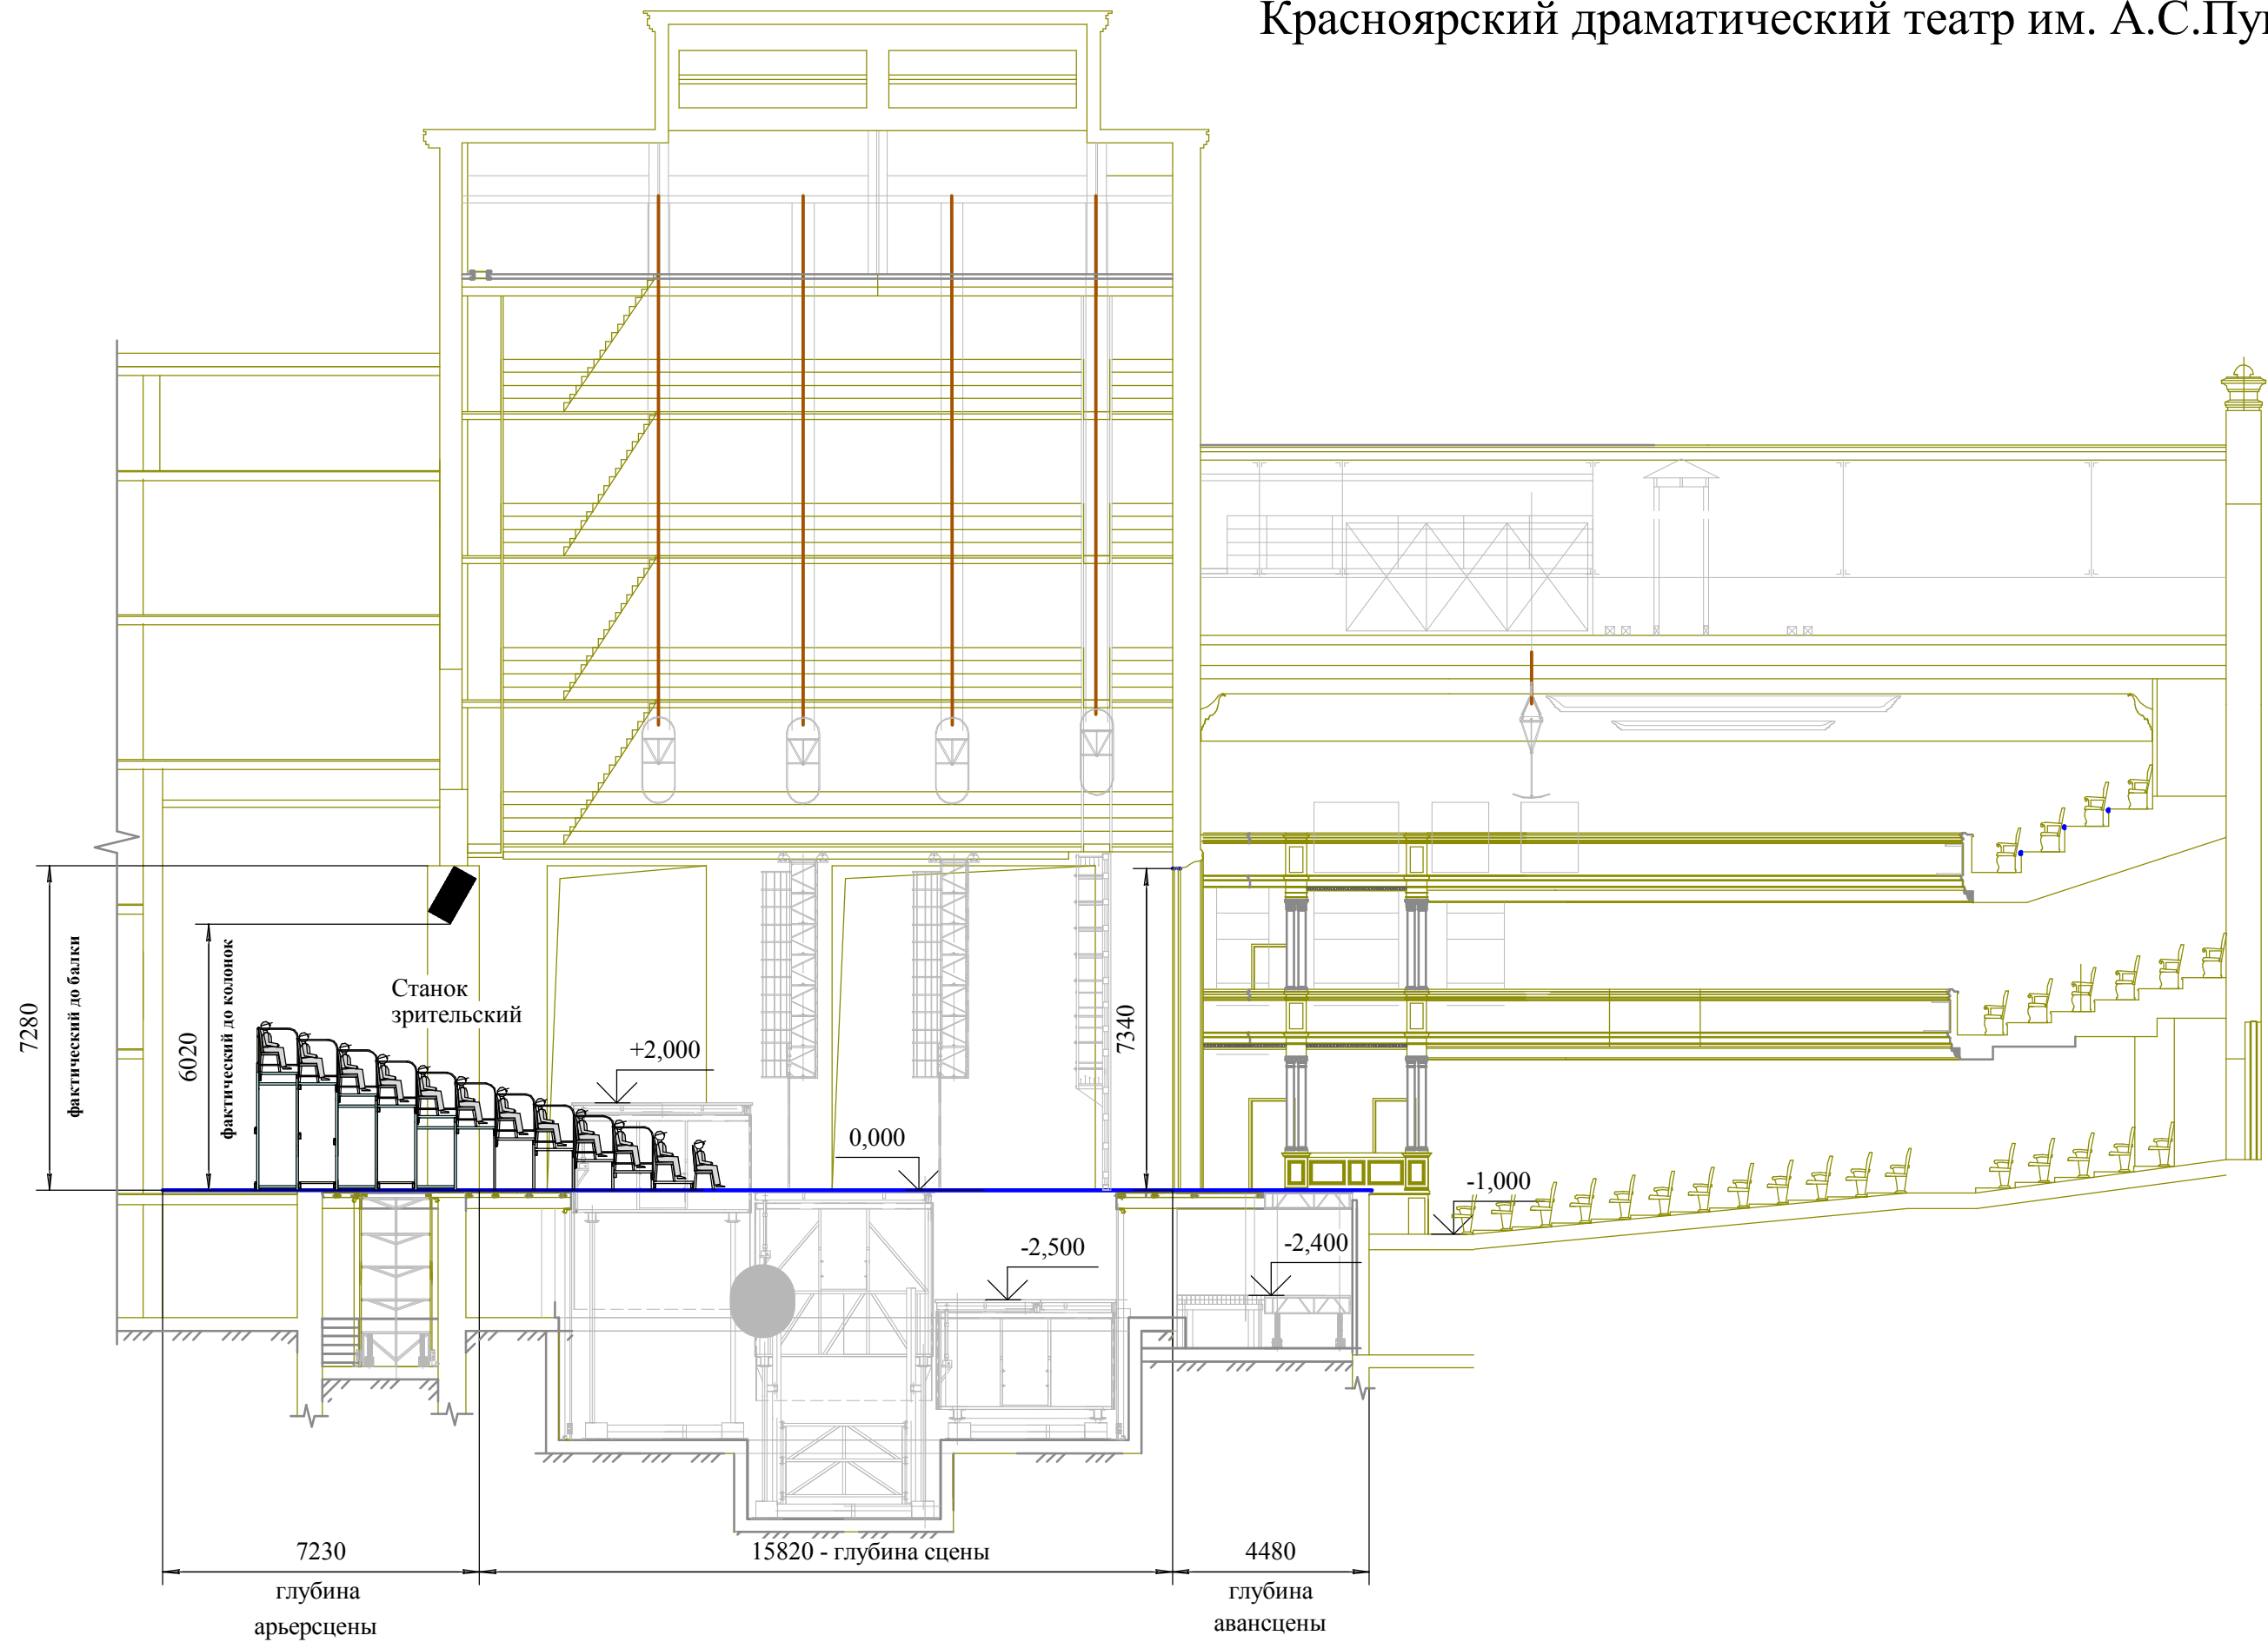 Красноярский драматический театр им. А.С.
7280
фактический до балки
6020
фактический до колонок
Станок
зрительский
+2,000
0,000
7340
-1,000
-2,500
-2,400
7230
глубина
арьерсцены
15820 - глубина сцены
4480
глубина
авансцены